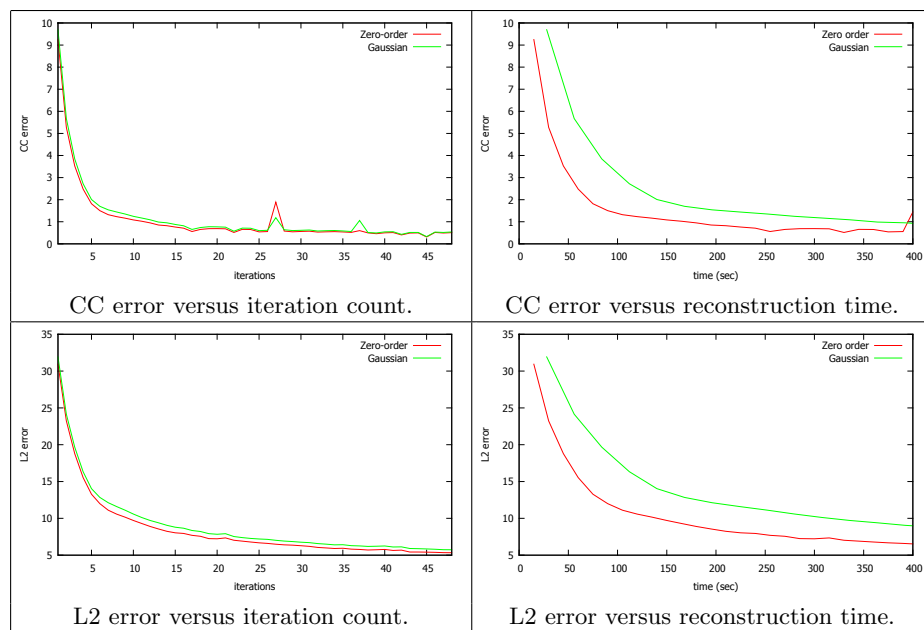 10
9
8
7
6
5
4
3
2
1
0
CC error
Zero-order
Gaussian
5 10 15 20 25 30 35 40 45
iterations
CC error versus iteration count.
10
9
8
7
6
5
4
3
2
1
0
CC error
Zero order
Gaussian
0 50 100 150 200 250 300 350 400
time (sec)
CC error versus reconstruction time.
35
30
25
20
15
10
5
L2 error
Zero order
Gaussian
5 10 15 20 25 30 35 40 45
iterations
L2 error versus iteration count.
35
30
25
20
15
10
5
L2 error
Zero order
Gaussian
0 50 100 150 200 250 300 350 400
time (sec)
L2 error versus reconstruction time.